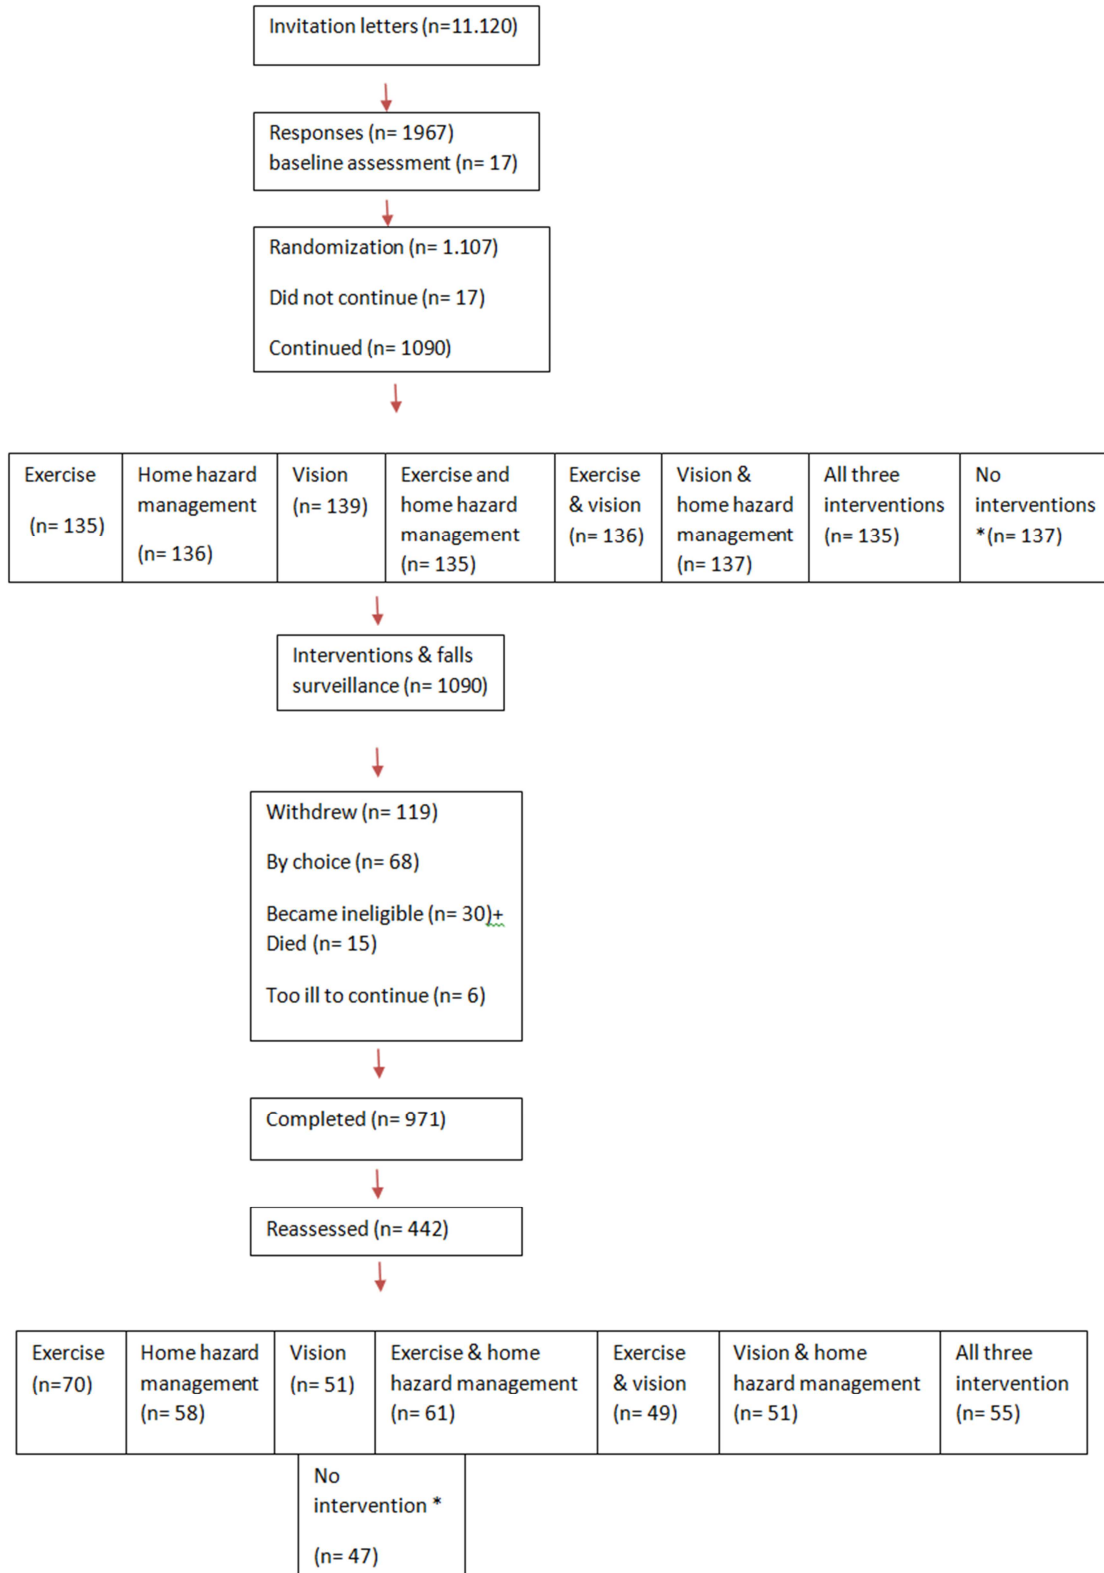 Invitation letters (n=11.120)
Responses (n= 1967)
baseline assessment (n= 17)
Randomization (n= 1.107)
Did not continue (n= 17)
Continued (n= 1090)
Exercise
(n= 135)
Home hazard
management
(n= 136)
Vision
(n= 139)
Exercise and
home hazard
management
(n= 135)
Exercise
& vision
(n= 136)
Vision &
home hazard
management
(n= 137)
All three
interventions
(n= 135)
No
interventions
*(n= 137)
Interventions & falls
surveillance (n= 1090)
Withdrew (n= 119)
By choice (n= 68)
Became ineligible (n= 30)+
Died (n= 15)
Too ill to continue (n= 6)
Completed (n= 971)
Reassessed (n= 442)
Exercise
(n=70)
Home hazard
management
(n= 58)
Vision
(n= 51)
Exercise & home
hazard management
(n= 61)
Exercise
& vision
(n= 49)
Vision & home
hazard management
(n= 51)
All three
intervention
(n= 55)
No
intervention *
(n= 47)